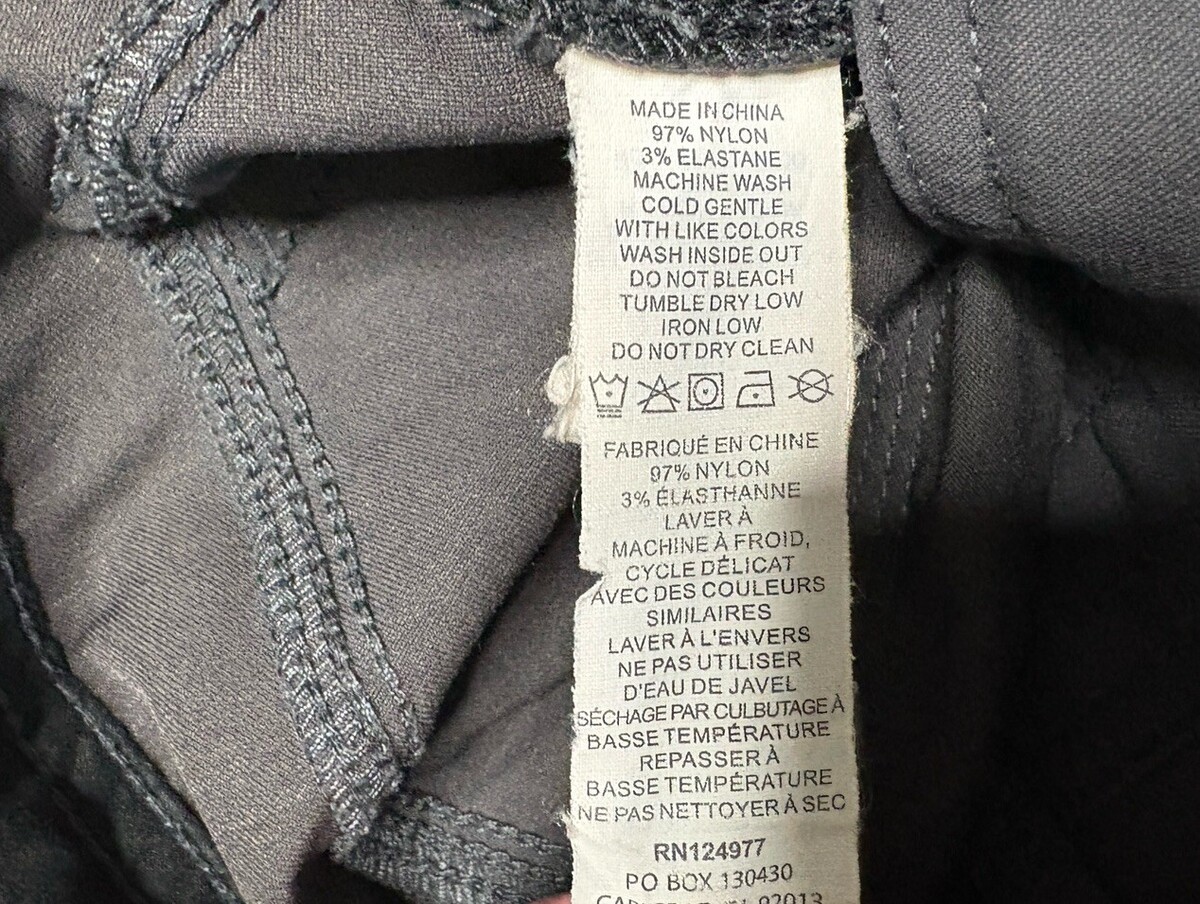 MADE IN CHINA
97% NYLON
3% ELASTANE
MACHINE WASH
COLD GENTLE
WITH LIKE COLORS
WASH INSIDE OUT
DO NOT BLEACH
TUMBLE DRY LOW
IRON LOW
DO NOT DRY CLEAN
FABRIQUÉ EN CHINE
97% NYLON
3% ÉLASTHANNE
LAVER À
MACHINE À FROID,
CYCLE DÉLICAT
AVEC DES COULEURS
SIMILAIRES
LAVER À L'ENVERS
NE PAS UTILISER
D'EAU DE JAVEL
SÉCHAGE PAR CULBUTAGE À
BASSE TEMPÉRATURE
REPASSER À
BASSE TEMPÉRATURE
NE PAS NETTOYER À SEC
RN124977
PO BOX 130430
92013